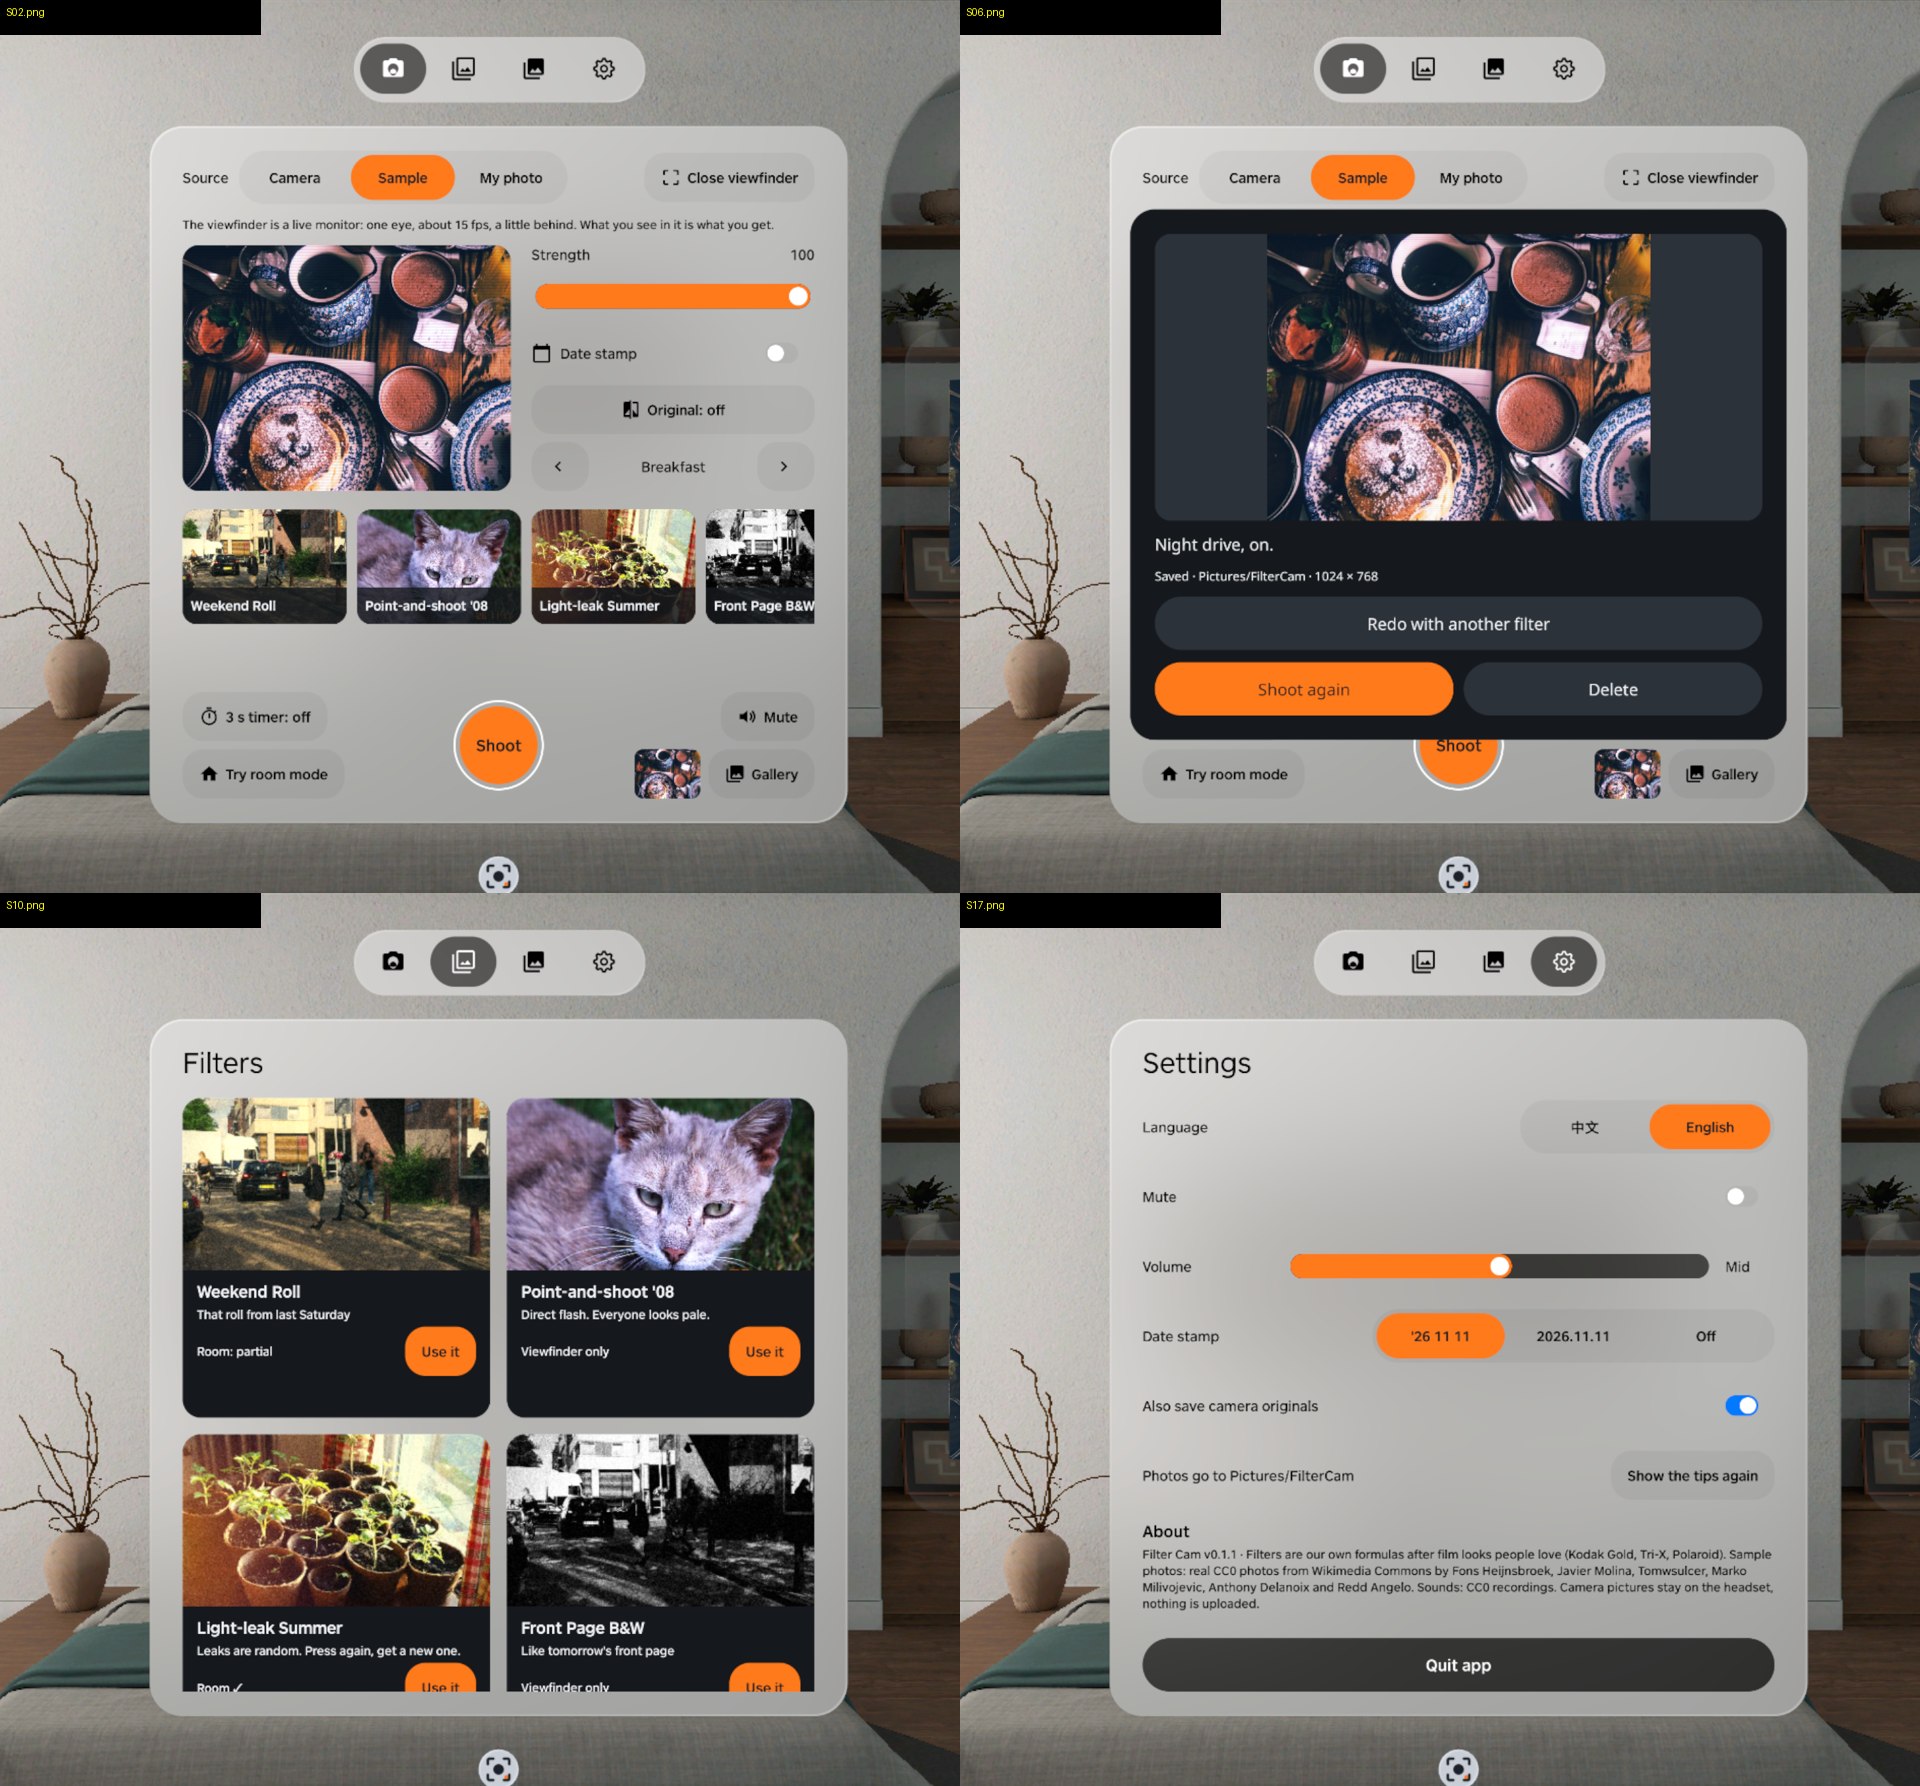 S02.png
Source
Camera
Sample
My photo
Close viewfinder
The viewfinder is a live monitor: one eye, about 15 fps, a little behind. What you see in it is what you get.
Strength
100
Date stamp
Original: off
Breakfast
Weekend Roll
Point-and-shoot '08
Light-leak Summer
Front Page B&W
3 s timer: off
Shoot
Mute
Try room mode
Gallery
S06.png
Source
Camera
Sample
My photo
Close viewfinder
Night drive, on.
Saved · Pictures/FilterCam · 1024 × 768
Redo with another filter
Shoot again
Delete
Shoot
Try room mode
Gallery
S10.png
Filters
Weekend Roll
That roll from last Saturday
Room: partial
Use it
Point-and-shoot '08
Direct flash. Everyone looks pale.
Viewfinder only
Use it
Light-leak Summer
Leaks are random. Press again, get a new one.
Room ✓
Use it
Front Page B&W
Like tomorrow's front page
Viewfinder only
Use it
S17.png
Settings
Language
中文
English
Mute
Volume
Mid
Date stamp
'26 11 11
2026.11.11
Off
Also save camera originals
Photos go to Pictures/FilterCam
Show the tips again
About
Filter Cam v0.1.1 · Filters are our own formulas after film looks people love (Kodak Gold, Tri-X, Polaroid). Sample
photos: real CC0 photos from Wikimedia Commons by Fons Heijnsbroek, Javier Molina, Tomwsulcer, Marko
Milivojevic, Anthony Delanoix and Redd Angelo. Sounds: CC0 recordings. Camera pictures stay on the headset,
nothing is uploaded.
Quit app